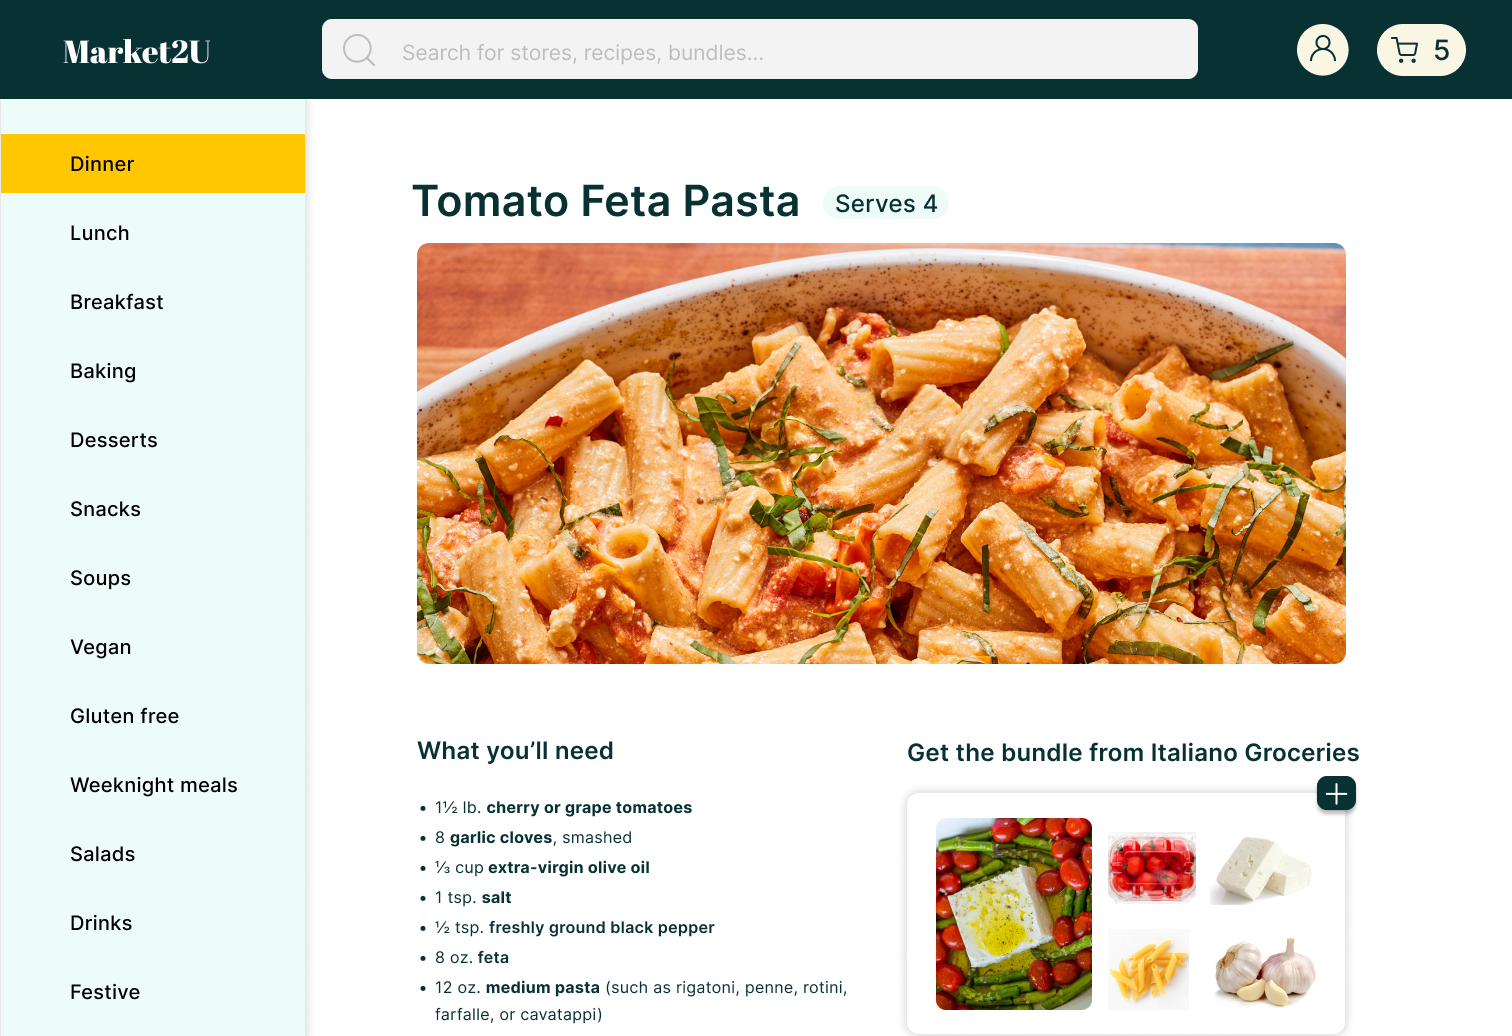 Market2U
Search for stores, recipes, bundles...
5
Dinner
Lunch
Breakfast
Baking
Desserts
Snacks
Soups
Vegan
Gluten free
Weeknight meals
Salads
Drinks
Festive
Tomato Feta Pasta
Serves 4
What you’ll need
• 1½ lb. cherry or grape tomatoes
• 8 garlic cloves, smashed
• ⅓ cup extra-virgin olive oil
• 1 tsp. salt
• ½ tsp. freshly ground black pepper
• 8 oz. feta
• 12 oz. medium pasta (such as rigatoni, penne, rotini,
farfalle, or cavatappi)
Get the bundle from Italiano Groceries